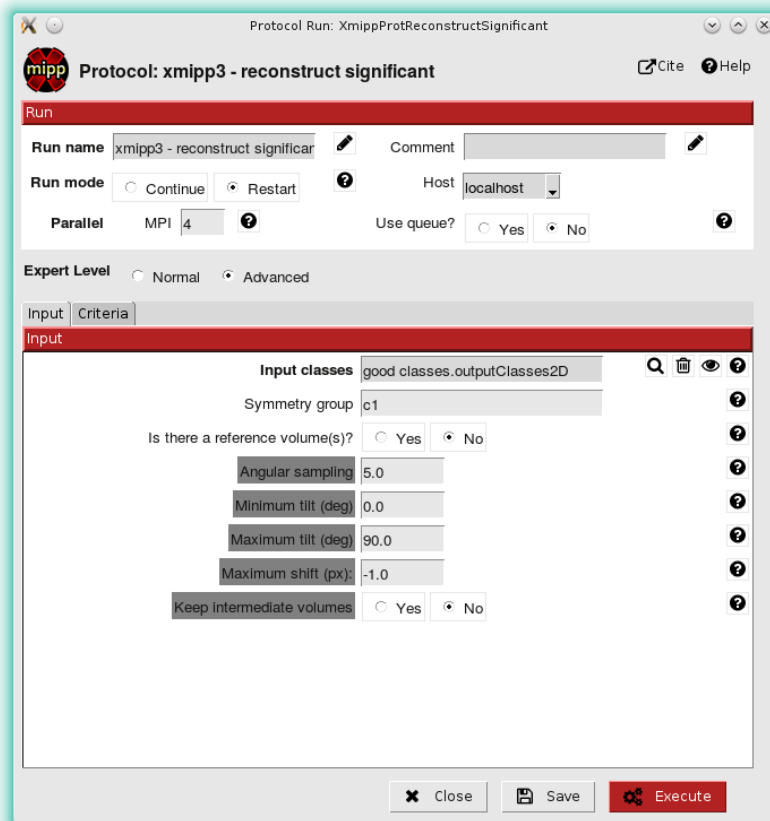 Protocol Run: XmippProtReconstructSignificant
mipp Protocol: xmipp3 - reconstruct significant Cite Help
Run
Run name xmipp3 - reconstruct significar Comment
Run mode Continue Restart Host localhost
Parallel MPI 4 Use queue? Yes No
Expert Level Normal Advanced
Input Criteria
Input
Input classes good classes.outputClasses2D
Symmetry group c1
Is there a reference volume(s)? Yes No
Angular sampling 5.0
Minimum tilt (deg) 0.0
Maximum tilt (deg) 90.0
Maximum shift (px): -1.0
Keep intermediate volumes Yes No
Close Save Execute